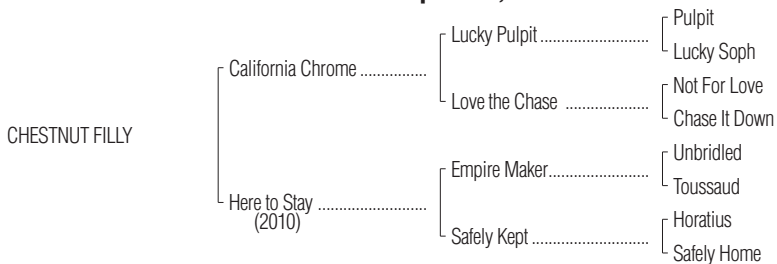 Pulpit
Lucky Pulpit ...........................
Lucky Soph
California Chrome ................
Not For Love
Love the Chase .....................
Chase It Down
CHESTNUT FILLY
Unbridled
Empire Maker.........................
Toussaud
Here to Stay ...........................
(2010)
Horatius
Safely Kept .............................
Safely Home